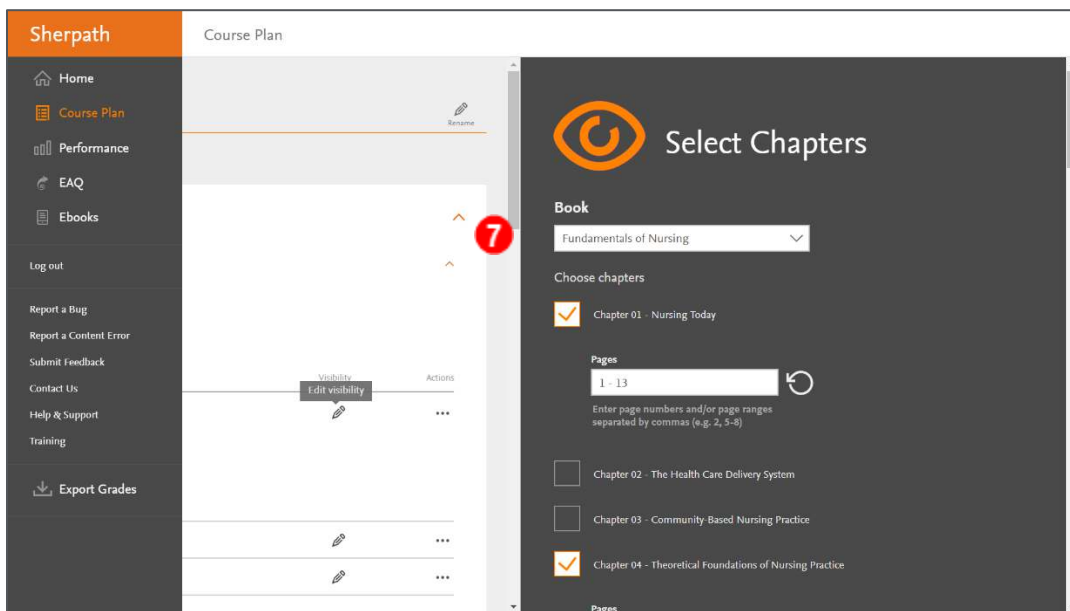 Sherpath
Course Plan
Home
Course Plan
Performance
EAQ
Ebooks
Log out
Report a Bug
Report a Content Error
Submit Feedback
Contact Us
Help & Support
Training
Export Grades
Rename
7
Visibility
Actions
Edit visibility
Select Chapters
Book
Fundamentals of Nursing
Choose chapters
Chapter 01 - Nursing Today
Pages
1 - 13
Enter page numbers and/or page ranges
separated by commas (e.g. 2, 5-8)
Chapter 02 - The Health Care Delivery System
Chapter 03 - Community-Based Nursing Practice
Chapter 04 - Theoretical Foundations of Nursing Practice
Pages